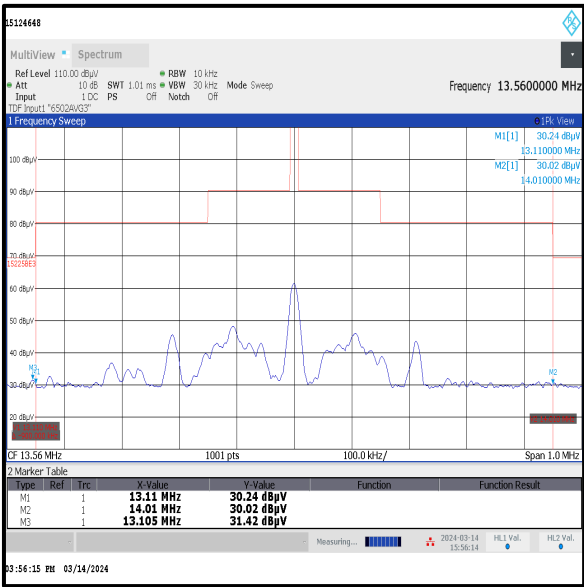 15124648
MultiView Spectrum
Ref Level 110.00 dBµV RBW 10 kHz
Att 10 dB SWT 1.01 ms VBW 30 kHz Mode Sweep Frequency 13.5600000 MHz
Input 1 DC PS Off Notch Off
TDF Input1 "6502AVG3"
1 Frequency Sweep 1Pk View
M1[1] 30.24 dBµV
13.110000 MHz
M2[1] 30.02 dBµV
14.010000 MHz
100 dBµV
90 dBµV
80 dBµV
70 dBµV
15225BE3
60 dBµV
50 dBµV
40 dBµV
M3
M1
M2
30 dBµV
20 dBµV
CF 13.56 MHz 1001 pts 100.0 kHz/ Span 1.0 MHz
2 Marker Table
Type Ref Trc X-Value Y-Value Function Function Result
M1 1 13.11 MHz 30.24 dBµV
M2 1 14.01 MHz 30.02 dBµV
M3 1 13.105 MHz 31.42 dBµV
Measuring... 2024-03-14 HL1 Val. HL2 Val.
15:56:14
03:56:15 PM 03/14/2024